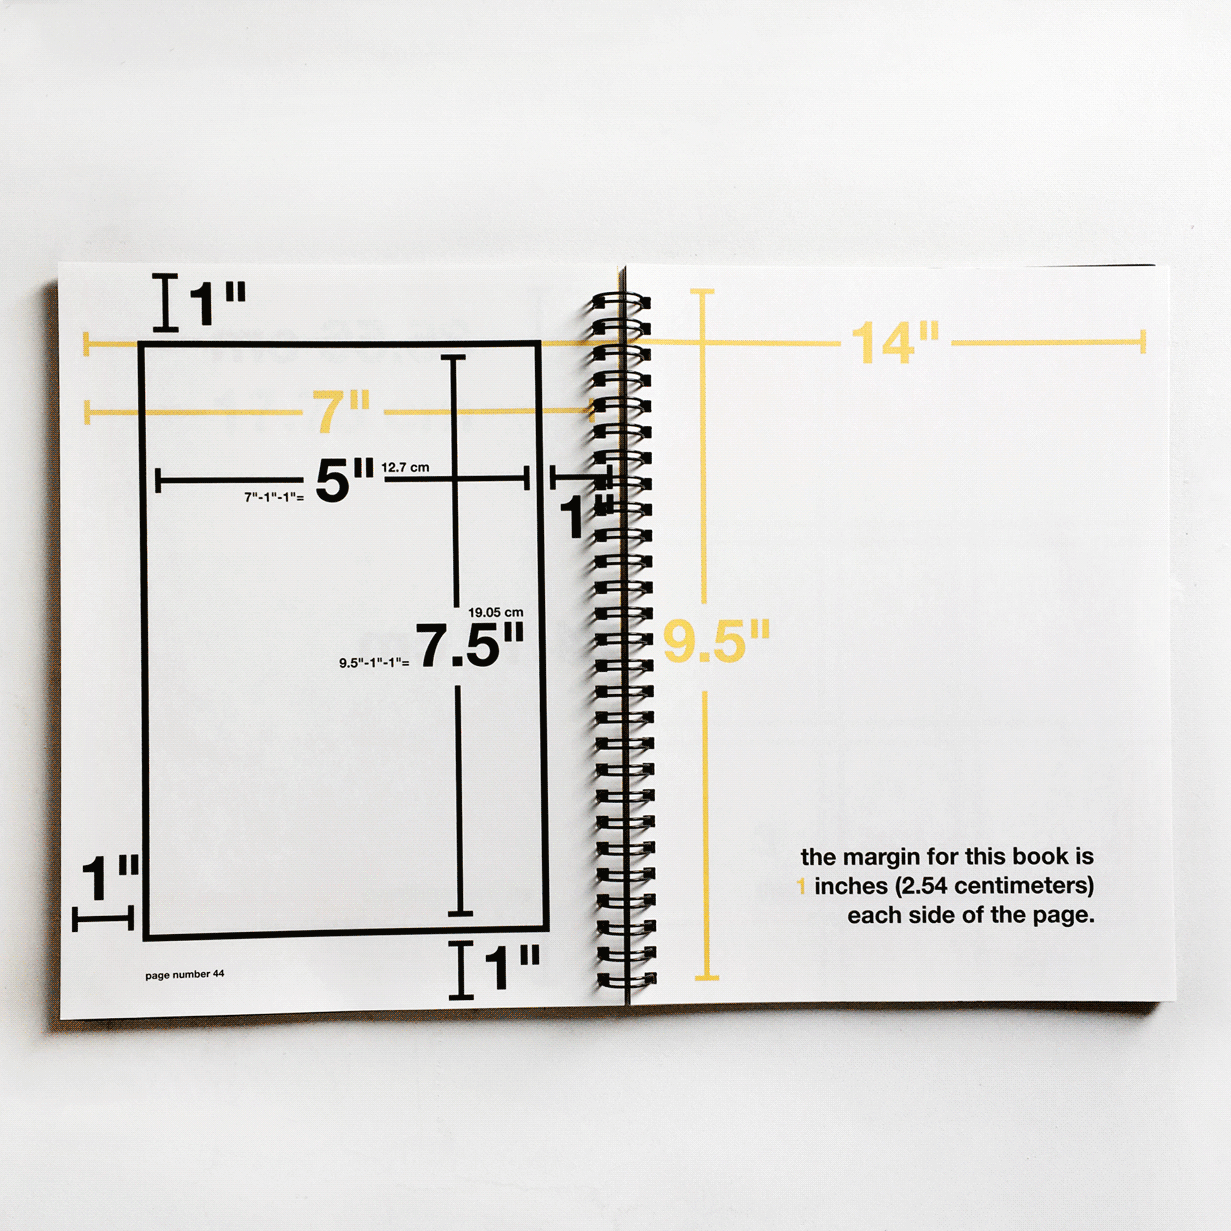 1"
14"
7"
5" 12.7 cm
7"-1"-1"=
1"
19.05 cm
7.5"
9.5"-1"-1"=
9.5"
1"
the margin for this book is
1 inches (2.54 centimeters)
each side of the page.
1"
page number 44